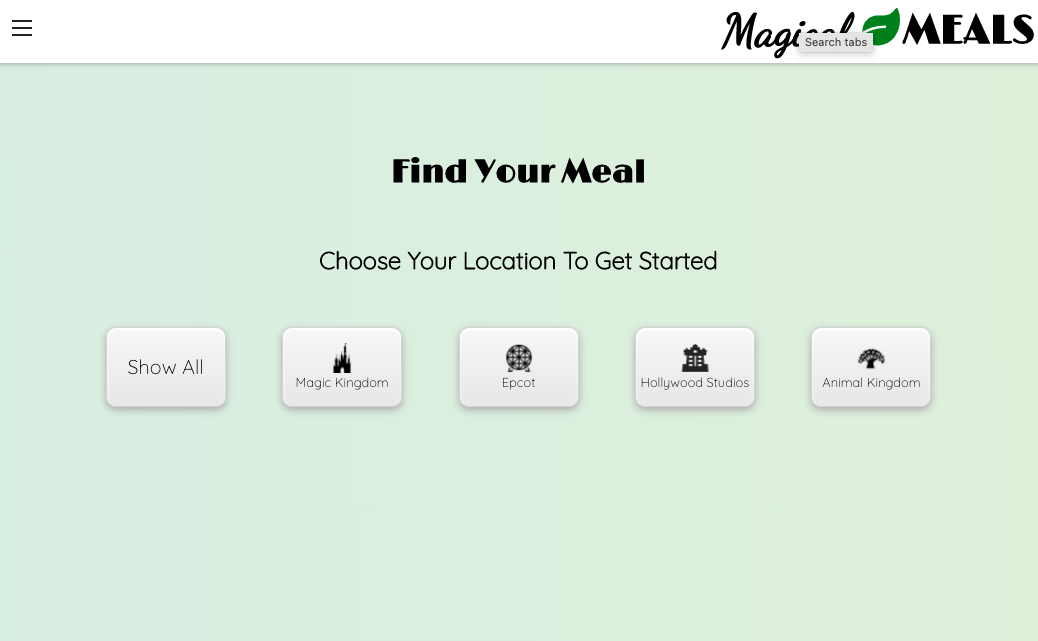 Magical MEALS
Search tabs
Find Your Meal
Choose Your Location To Get Started
Show All
Magic Kingdom
Epcot
Hollywood Studios
Animal Kingdom